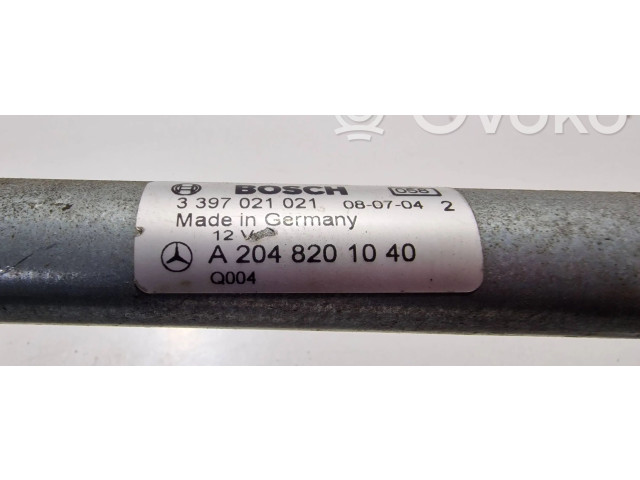 Ovoko
BOSCH 058
3 397 021 021 08-07-04 2
Made in Germany
12 V
A 204 820 10 40
Q004